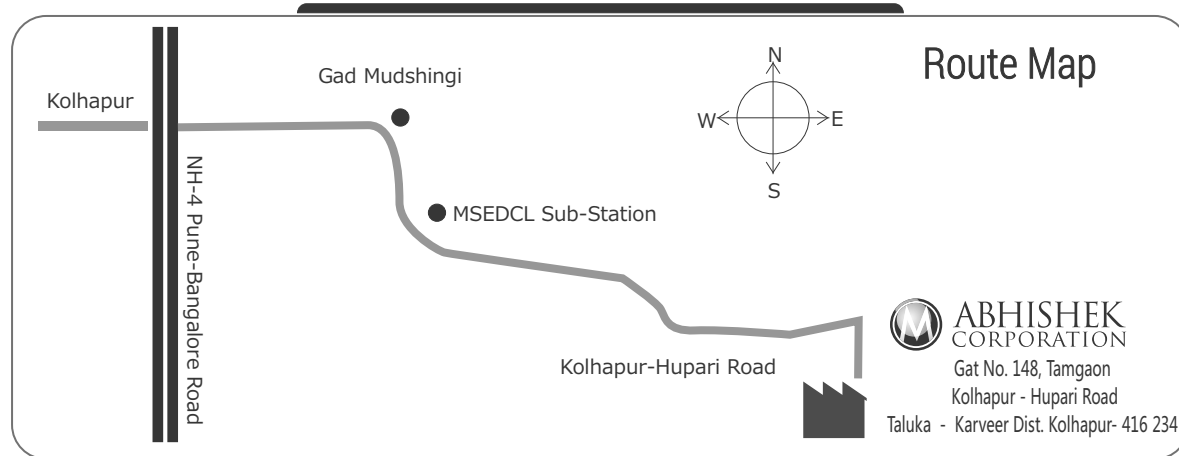 Route Map
N
W
E
S
Kolhapur
Gad Mudshingi
NH-4 Pune-Bangalore Road
MSEDCL Sub-Station
Kolhapur-Hupari Road
M
ABHISHEK
CORPORATION
Gat No. 148, Tamgaon
Kolhapur - Hupari Road
Taluka - Karveer Dist. Kolhapur- 416 234